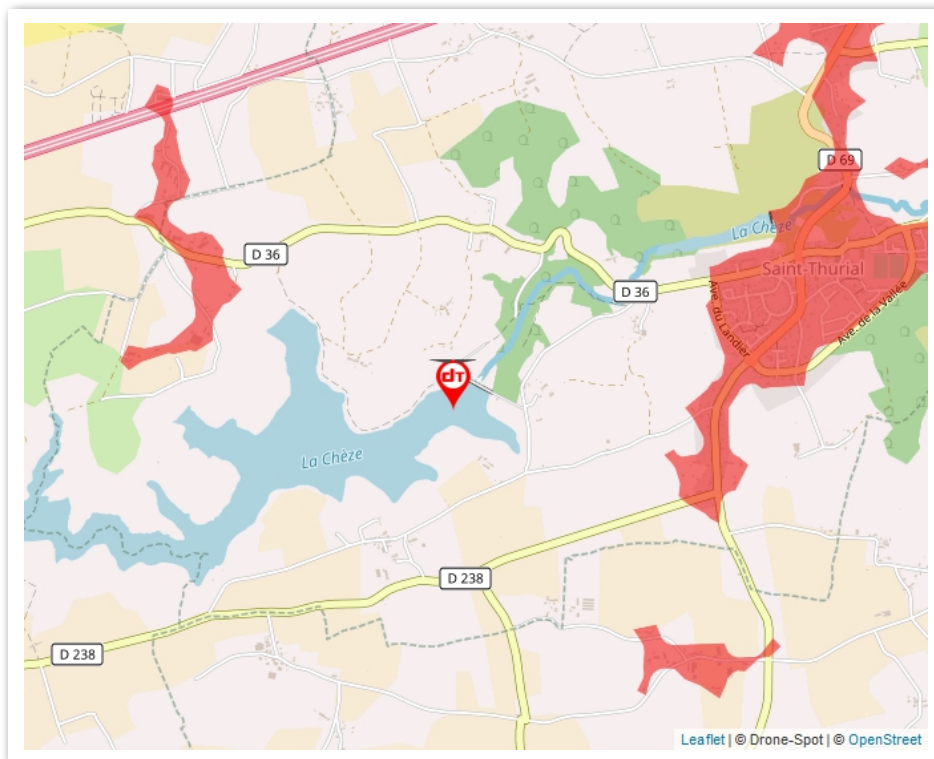 D 69
La Chèze
D 36
Saint-Thurial
D 36
Ave. du Landier
Ave. de la Vallée
dT
La Chèze
D 238
D 238
Leaflet | © Drone-Spot | © OpenStreet